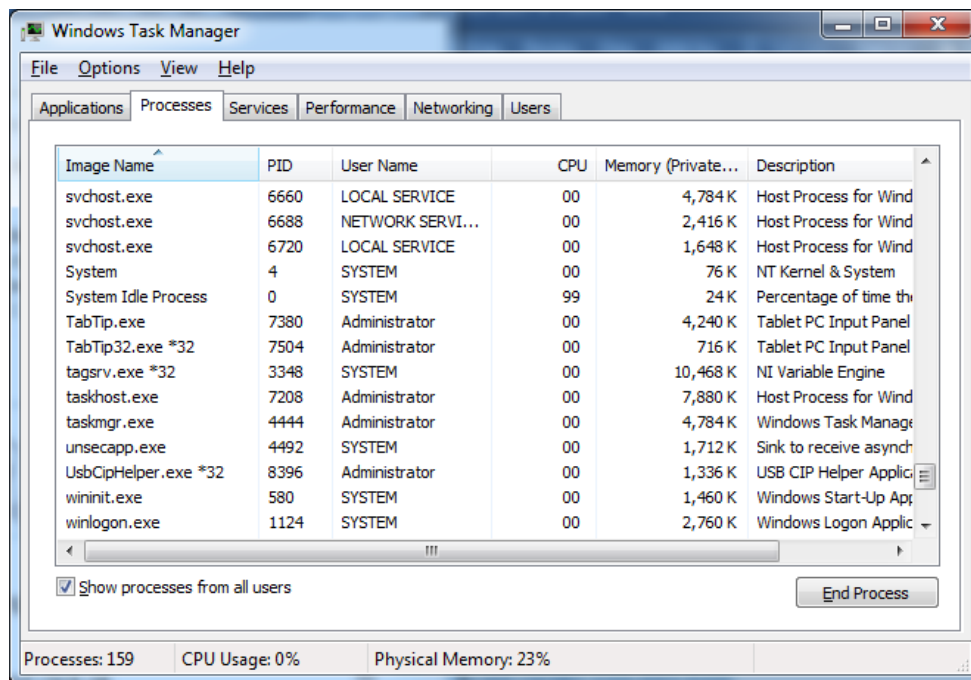 Windows Task Manager
File Options View Help
Applications Processes Services Performance Networking Users
Image Name PID User Name CPU Memory (Private... Description
svchost.exe 6660 LOCAL SERVICE 00 4,784 K Host Process for Wind
svchost.exe 6688 NETWORK SERVI... 00 2,416 K Host Process for Wind
svchost.exe 6720 LOCAL SERVICE 00 1,648 K Host Process for Wind
System 4 SYSTEM 00 76 K NT Kernel & System
System Idle Process 0 SYSTEM 99 24 K Percentage of time the
TabTip.exe 7380 Administrator 00 4,240 K Tablet PC Input Panel
TabTip32.exe *32 7504 Administrator 00 716 K Tablet PC Input Panel
tagsrv.exe *32 3348 SYSTEM 00 10,468 K NI Variable Engine
taskhost.exe 7208 Administrator 00 7,880 K Host Process for Wind
taskmgr.exe 4444 Administrator 00 4,784 K Windows Task Manage
unsecapp.exe 4492 SYSTEM 00 1,712 K Sink to receive asynch
UsbCipHelper.exe *32 8396 Administrator 00 1,336 K USB CIP Helper Applica
wininit.exe 580 SYSTEM 00 1,460 K Windows Start-Up App
winlogon.exe 1124 SYSTEM 00 2,760 K Windows Logon Applic
Show processes from all users
End Process
Processes: 159 CPU Usage: 0% Physical Memory: 23%